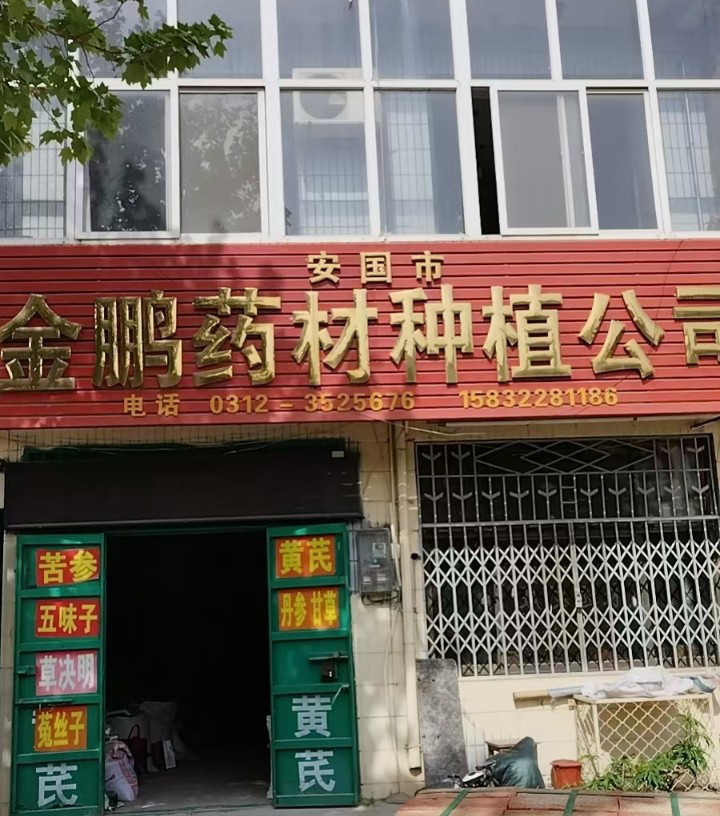 安国市
金鹏药材种植公司
电话 0312-3525676 15832281186
苦参
五味子
草决明
菟丝子
芪
黄芪
丹参 甘草
黄
芪